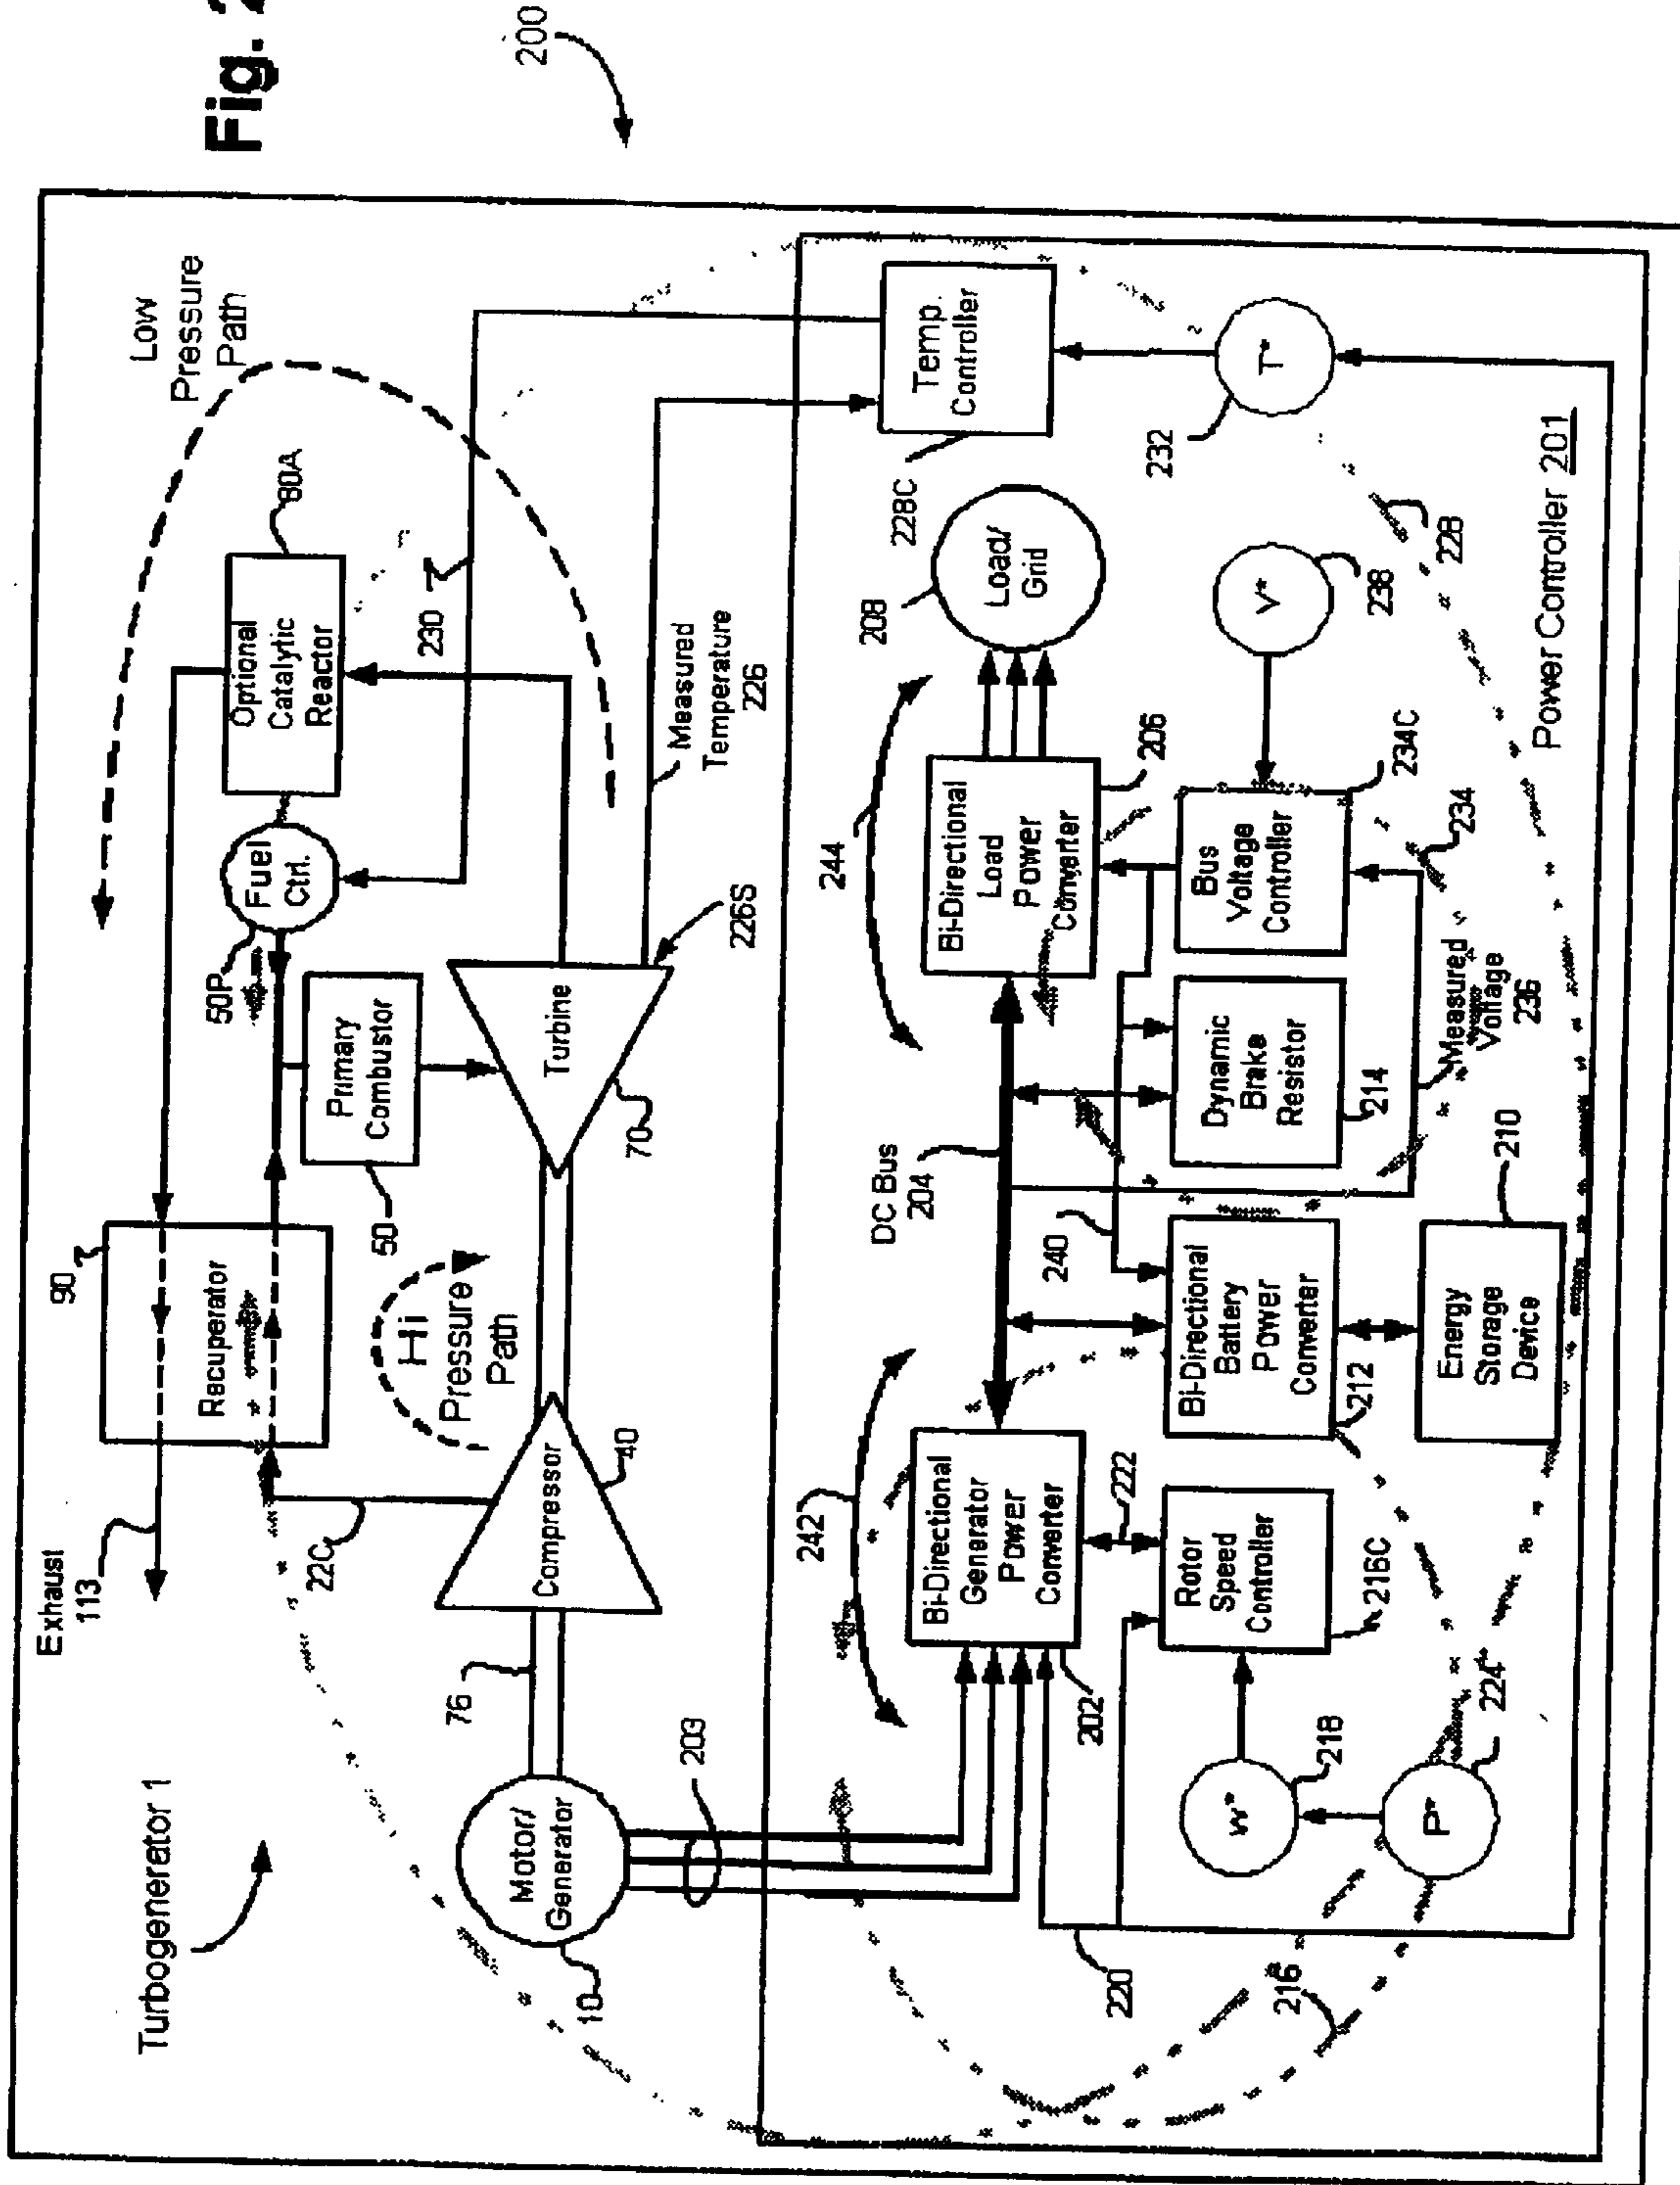 Fig. 2
200
Turbogenerator 1
Exhaust
113
90
Recuperator
Low
Pressure
Path
Optional
Catalytic
Reactor
80A
Fuel
Ctrl.
50P
Primary
Combustor
50
22C
Hi
Pressure
Path
230
Motor/
Generator
10
76
Compressor
40
Turbine
70
226S
Measured
Temperature
226
203
Temp.
Controller
228C
T*
232
242
244
DC Bus
204
208
Load/
Grid
Bi-Directional
Generator
Power
Converter
202
Bi-Directional
Load
Power
Converter
206
222
240
220
Rotor
Speed
Controller
216C
Bi-Directional
Battery
Power
Converter
212
Dynamic
Brake
Resistor
214
Bus
Voltage
Controller
234C
V*
238
228
W*
218
P*
224
216
Energy
Storage
Device
210
Measured
Voltage
236
234
Power Controller 201